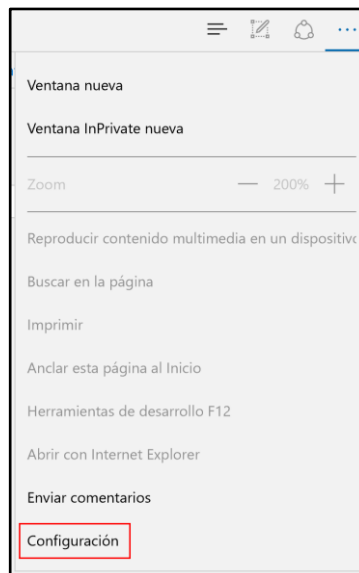 Ventana nueva
Ventana InPrivate nueva
Zoom — 200% +
Reproducir contenido multimedia en un dispositivo
Buscar en la página
Imprimir
Anclar esta página al Inicio
Herramientas de desarrollo F12
Abrir con Internet Explorer
Enviar comentarios
Configuración